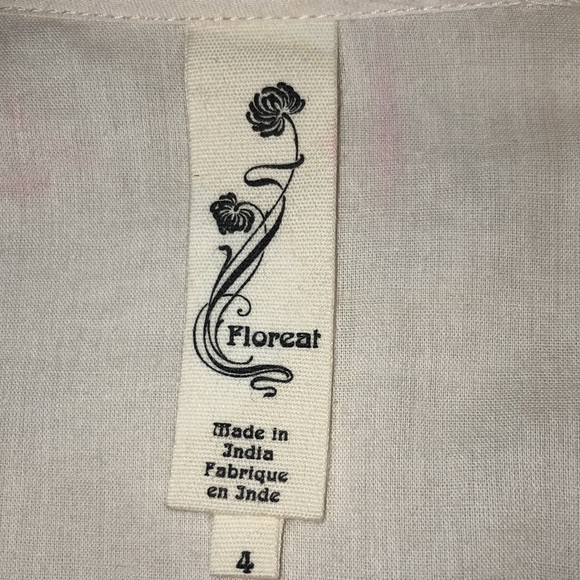 Floreat
Made in
India
Fabrique
en Inde
4